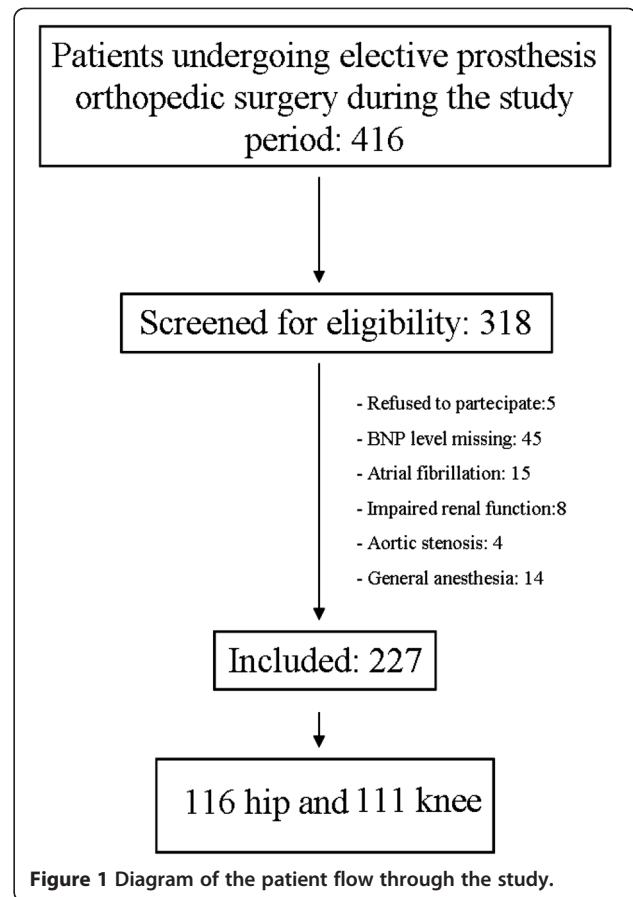 Patients undergoing elective prosthesis
orthopedic surgery during the study
period: 416
Screened for eligibility: 318
- Refused to partecipate:5
- BNP level missing: 45
- Atrial fibrillation: 15
- Impaired renal function:8
- Aortic stenosis: 4
- General anesthesia: 14
Included: 227
116 hip and 111 knee
Figure 1 Diagram of the patient flow through the study.